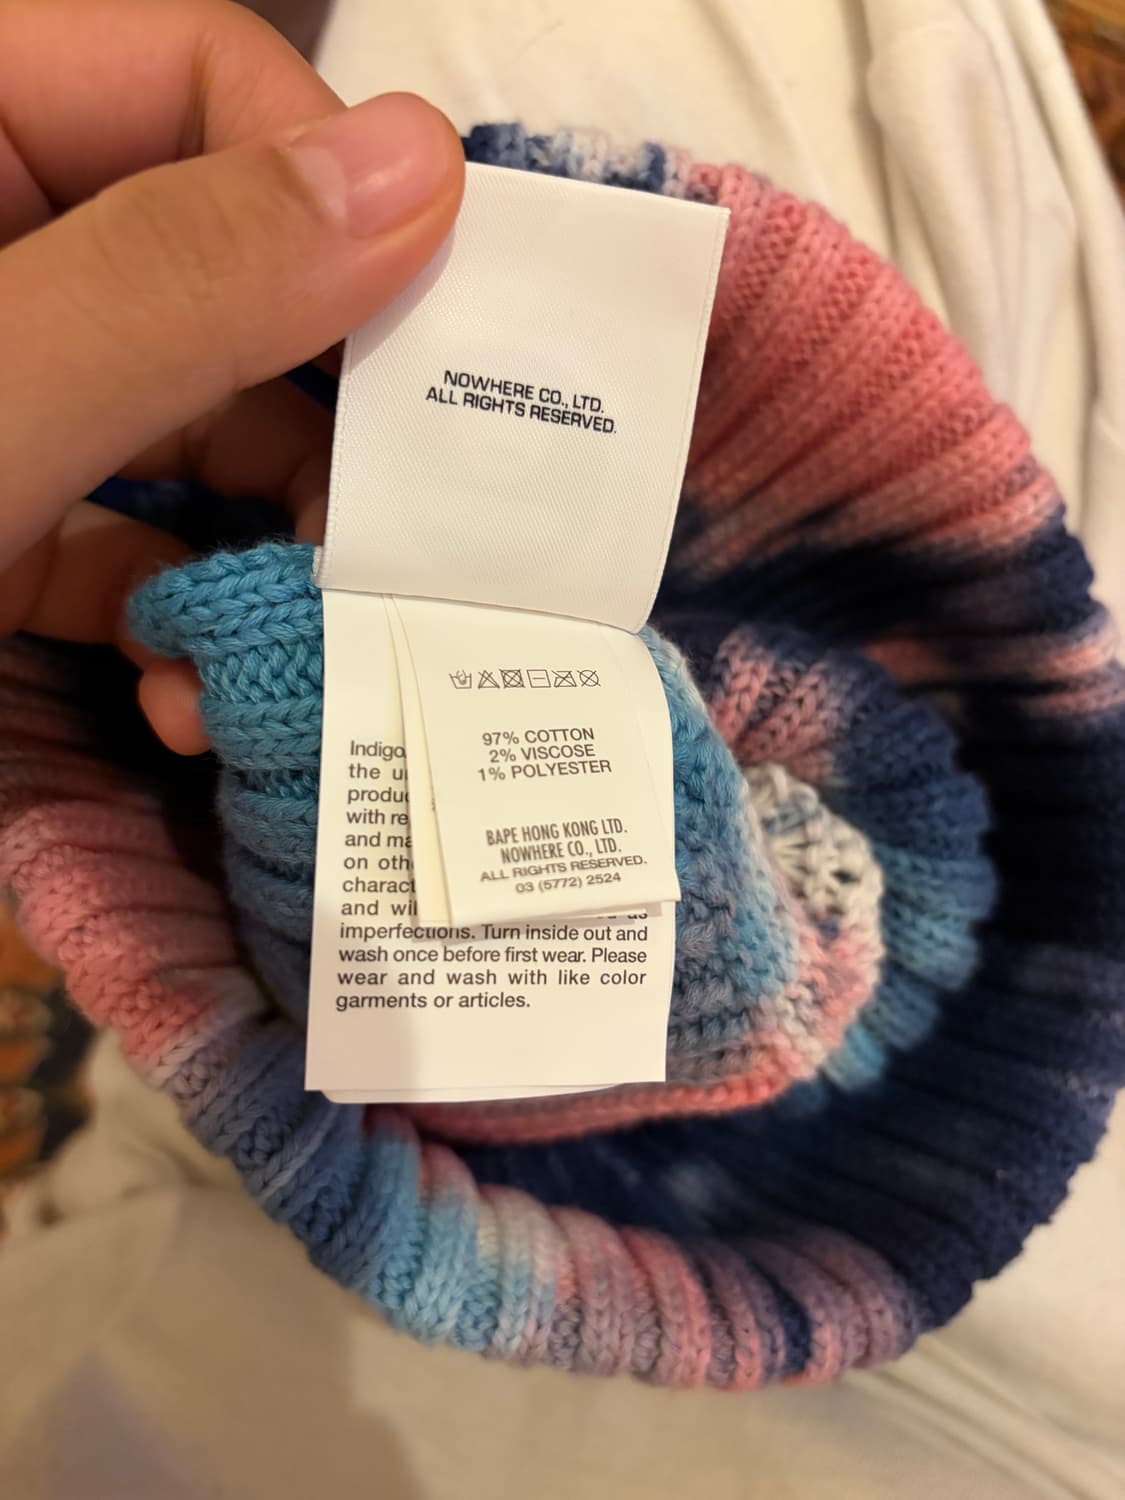 NOWHERE CO., LTD.
ALL RIGHTS RESERVED.
97% COTTON
2% VISCOSE
1% POLYESTER
BAPE HONG KONG LTD.
NOWHERE CO., LTD.
ALL RIGHTS RESERVED.
03 (5772) 2524
Indigo
the
with
and
on
and
imperfections. Turn inside out and
wash once before first wear. Please
wear and wash with like color
garments or articles.